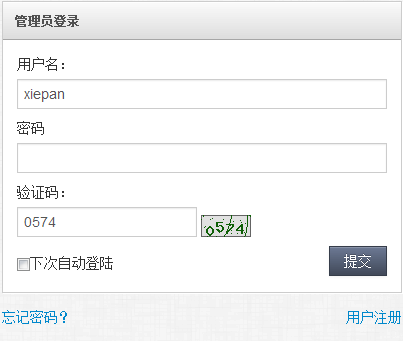 管理员登录
用户名：
xiepan
密码
验证码：
0574 0574
下次自动登陆 提交
忘记密码？ 用户注册